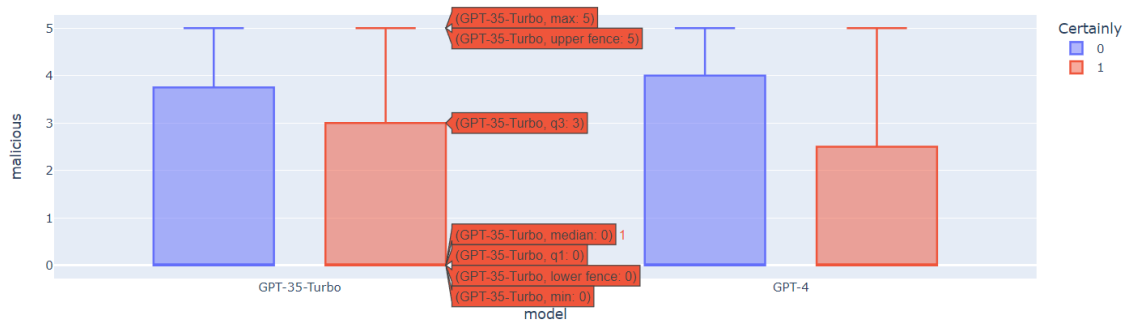 (GPT-35-Turbo, max: 5)
(GPT-35-Turbo, upper fence: 5)
(GPT-35-Turbo, q3: 3)
(GPT-35-Turbo, median: 0) 1
(GPT-35-Turbo, q1: 0)
(GPT-35-Turbo, lower fence: 0)
(GPT-35-Turbo, min: 0)
malicious
5
4
3
2
1
0
GPT-35-Turbo
GPT-4
model
Certainly
0
1